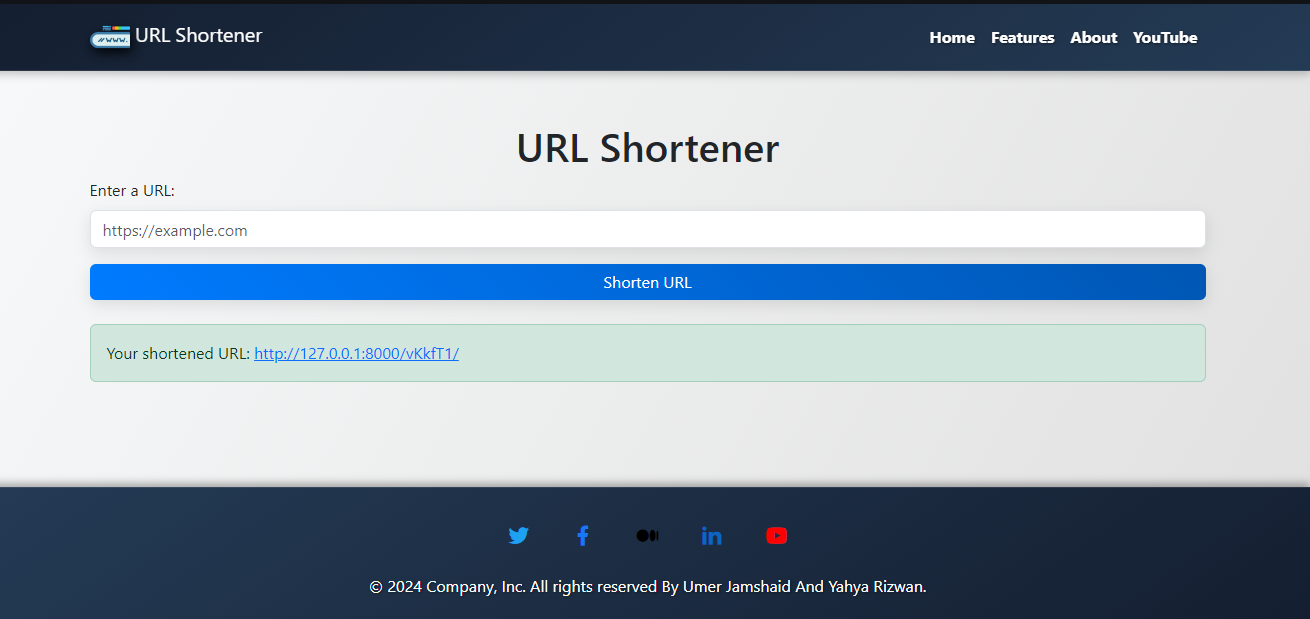 URL Shortener
Home Features About YouTube
URL Shortener
Enter a URL:
https://example.com
Shorten URL
Your shortened URL: http://127.0.0.1:8000/vKkfT1/
© 2024 Company, Inc. All rights reserved By Umer Jamshaid And Yahya Rizwan.